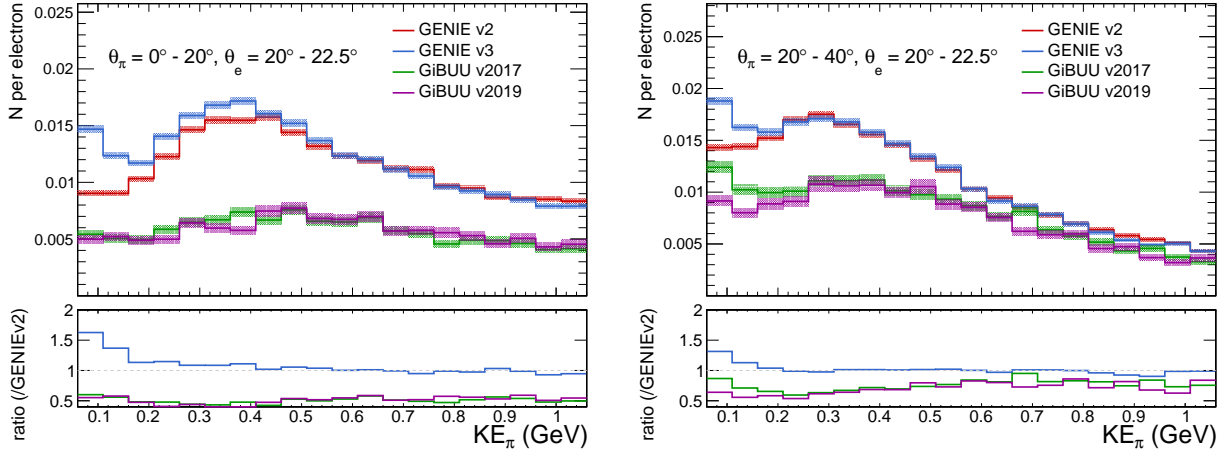 N per electron
0.025
0.02
0.015
0.01
0.005
θπ = 0° - 20°, θe = 20° - 22.5°
GENIE v2
GENIE v3
GiBUU v2017
GiBUU v2019
ratio (/GENIEv2)
2
1.5
1
0.5
0.1 0.2 0.3 0.4 0.5 0.6 0.7 0.8 0.9 1
KEπ (GeV)
N per electron
0.025
0.02
0.015
0.01
0.005
θπ = 20° - 40°, θe = 20° - 22.5°
GENIE v2
GENIE v3
GiBUU v2017
GiBUU v2019
ratio (/GENIEv2)
2
1.5
1
0.5
0.1 0.2 0.3 0.4 0.5 0.6 0.7 0.8 0.9 1
KEπ (GeV)